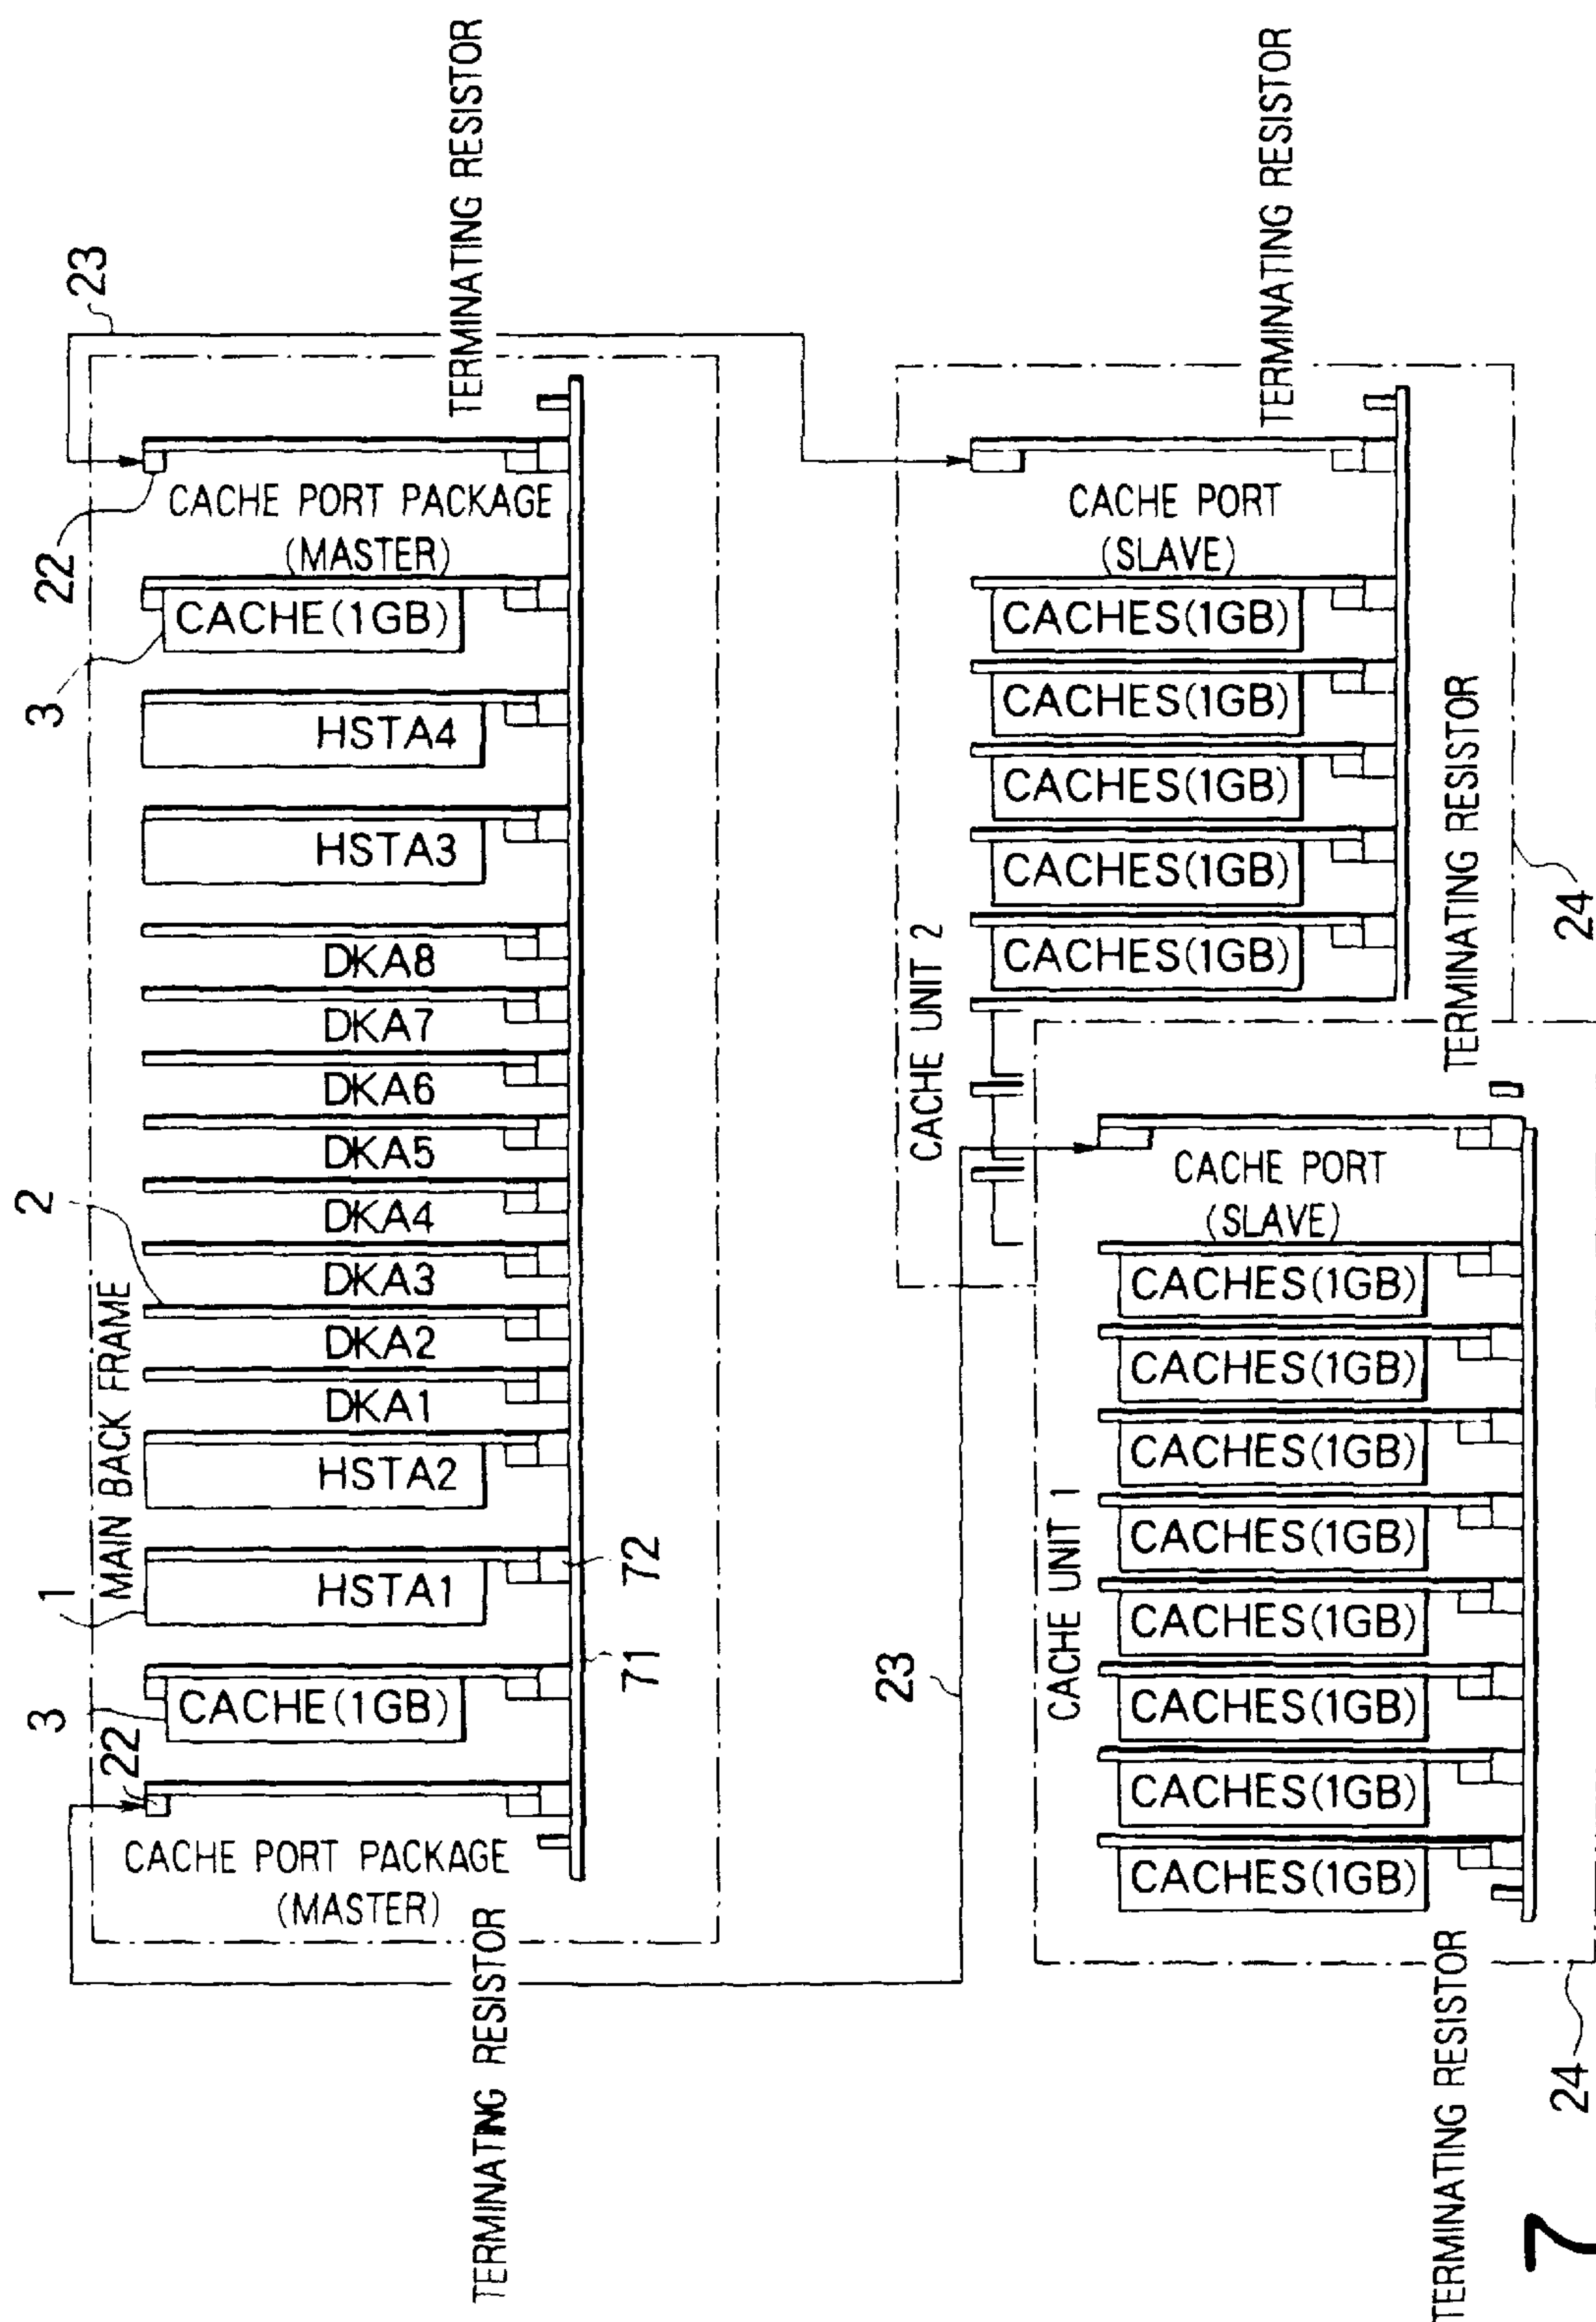 MAIN BACK FRAME
1
2
3
3
22
22
23
CACHE PORT PACKAGE
(MASTER)
CACHE(1GB)
HSTA1
HSTA2
DKA1
DKA2
DKA3
DKA4
DKA5
DKA6
DKA7
DKA8
HSTA3
HSTA4
CACHE(1GB)
CACHE PORT PACKAGE
(MASTER)
71
72
TERMINATING RESISTOR
TERMINATING RESISTOR
23
CACHE UNIT 1
CACHES(1GB)
CACHES(1GB)
CACHES(1GB)
CACHES(1GB)
CACHES(1GB)
CACHES(1GB)
CACHES(1GB)
CACHES(1GB)
CACHE PORT
(SLAVE)
TERMINATING RESISTOR
TERMINATING RESISTOR
24
CACHE UNIT 2
CACHES(1GB)
CACHES(1GB)
CACHES(1GB)
CACHES(1GB)
CACHES(1GB)
CACHE PORT
(SLAVE)
TERMINATING RESISTOR
24
7